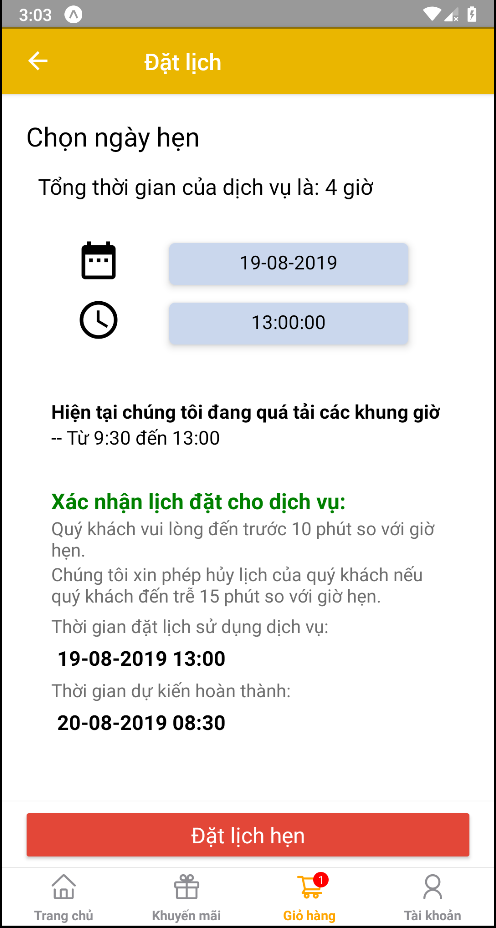 3:03
Đặt lịch
Chọn ngày hẹn
Tổng thời gian của dịch vụ là: 4 giờ
19-08-2019
13:00:00
Hiện tại chúng tôi đang quá tải các khung giờ
-- Từ 9:30 đến 13:00
Xác nhận lịch đặt cho dịch vụ:
Quý khách vui lòng đến trước 10 phút so với giờ
hẹn.
Chúng tôi xin phép hủy lịch của quý khách nếu
quý khách đến trễ 15 phút so với giờ hẹn.
Thời gian đặt lịch sử dụng dịch vụ:
19-08-2019 13:00
Thời gian dự kiến hoàn thành:
20-08-2019 08:30
Đặt lịch hẹn
1
Trang chủ Khuyến mãi Giỏ hàng Tài khoản